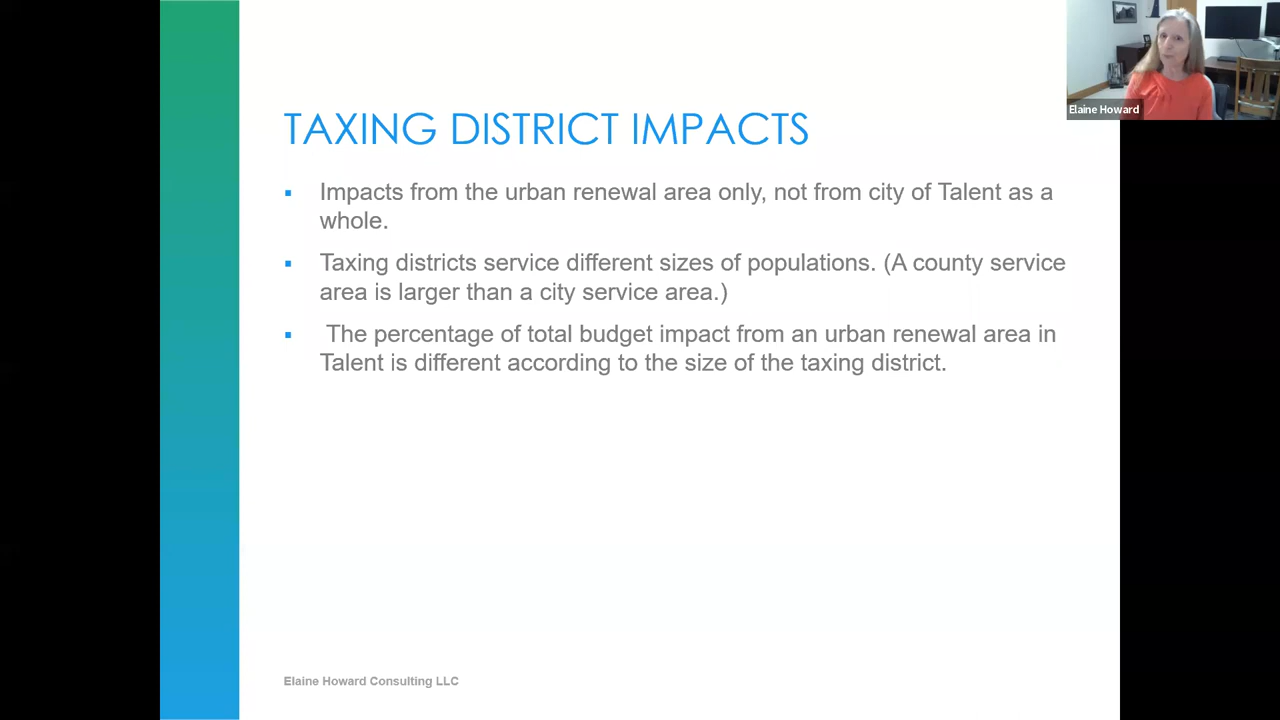 Elaine Howard
TAXING DISTRICT IMPACTS
▪ Impacts from the urban renewal area only, not from city of Talent as a
whole.
▪ Taxing districts service different sizes of populations. (A county service
area is larger than a city service area.)
▪ The percentage of total budget impact from an urban renewal area in
Talent is different according to the size of the taxing district.
Elaine Howard Consulting LLC